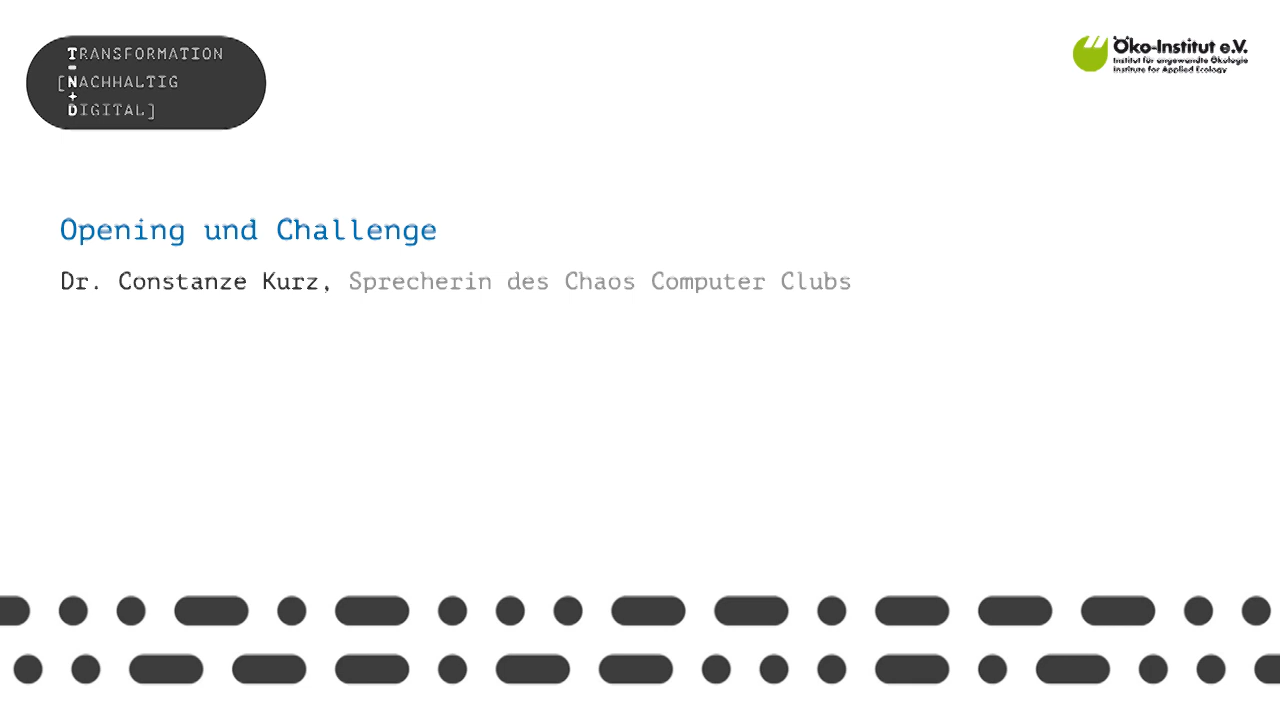 TRANSFORMATION
=
[NACHHALTIG
+
DIGITAL]
Öko-Institut e.V.
Institut für angewandte Ökologie
Institute for Applied Ecology
Opening und Challenge
Dr. Constanze Kurz, Sprecherin des Chaos Computer Clubs